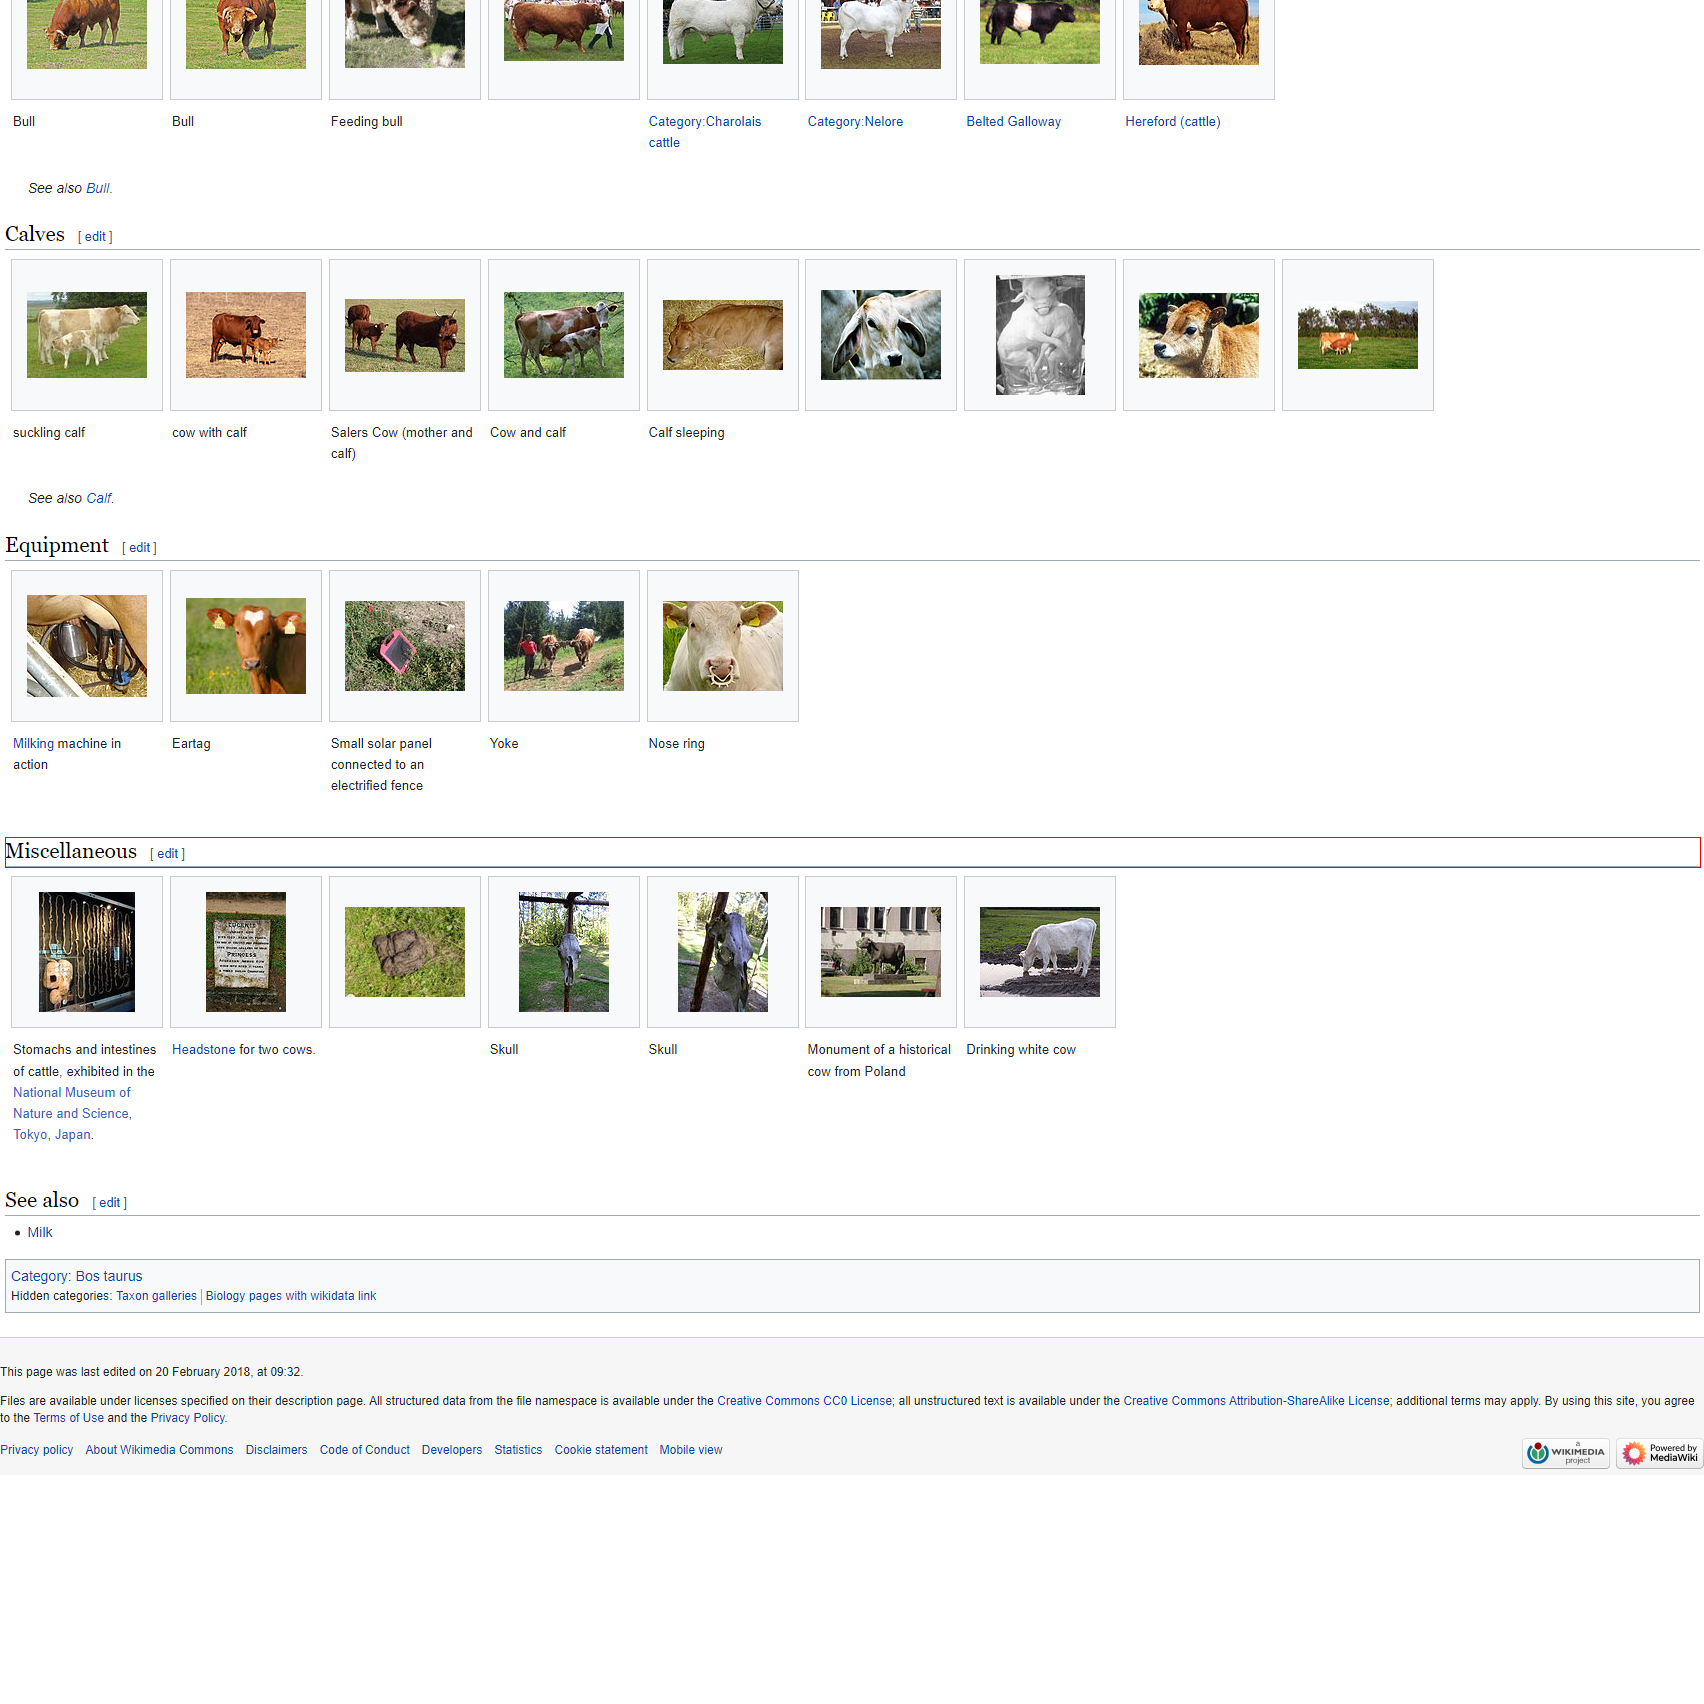 Bull
Bull
Feeding bull
Category:Charolais
cattle
Category:Nelore
Belted Galloway
Hereford (cattle)
See also Bull.
Calves [ edit ]
suckling calf
cow with calf
Salers Cow (mother and
calf)
Cow and calf
Calf sleeping
See also Calf.
Equipment [ edit ]
Milking machine in
action
Eartag
Small solar panel
connected to an
electrified fence
Yoke
Nose ring
Miscellaneous [ edit ]
PRINCESS
Stomachs and intestines
of cattle, exhibited in the
National Museum of
Nature and Science,
Tokyo, Japan.
Headstone for two cows.
Skull
Skull
Monument of a historical
cow from Poland
Drinking white cow
See also [ edit ]
• Milk
Category: Bos taurus
Hidden categories: Taxon galleries | Biology pages with wikidata link
This page was last edited on 20 February 2018, at 09:32.
Files are available under licenses specified on their description page. All structured data from the file namespace is available under the Creative Commons CC0 License; all unstructured text is available under the Creative Commons Attribution-ShareAlike License; additional terms may apply. By using this site, you agree
to the Terms of Use and the Privacy Policy.
Privacy policy About Wikimedia Commons Disclaimers Code of Conduct Developers Statistics Cookie statement Mobile view
a
WIKIMEDIA
project
Powered by
MediaWiki